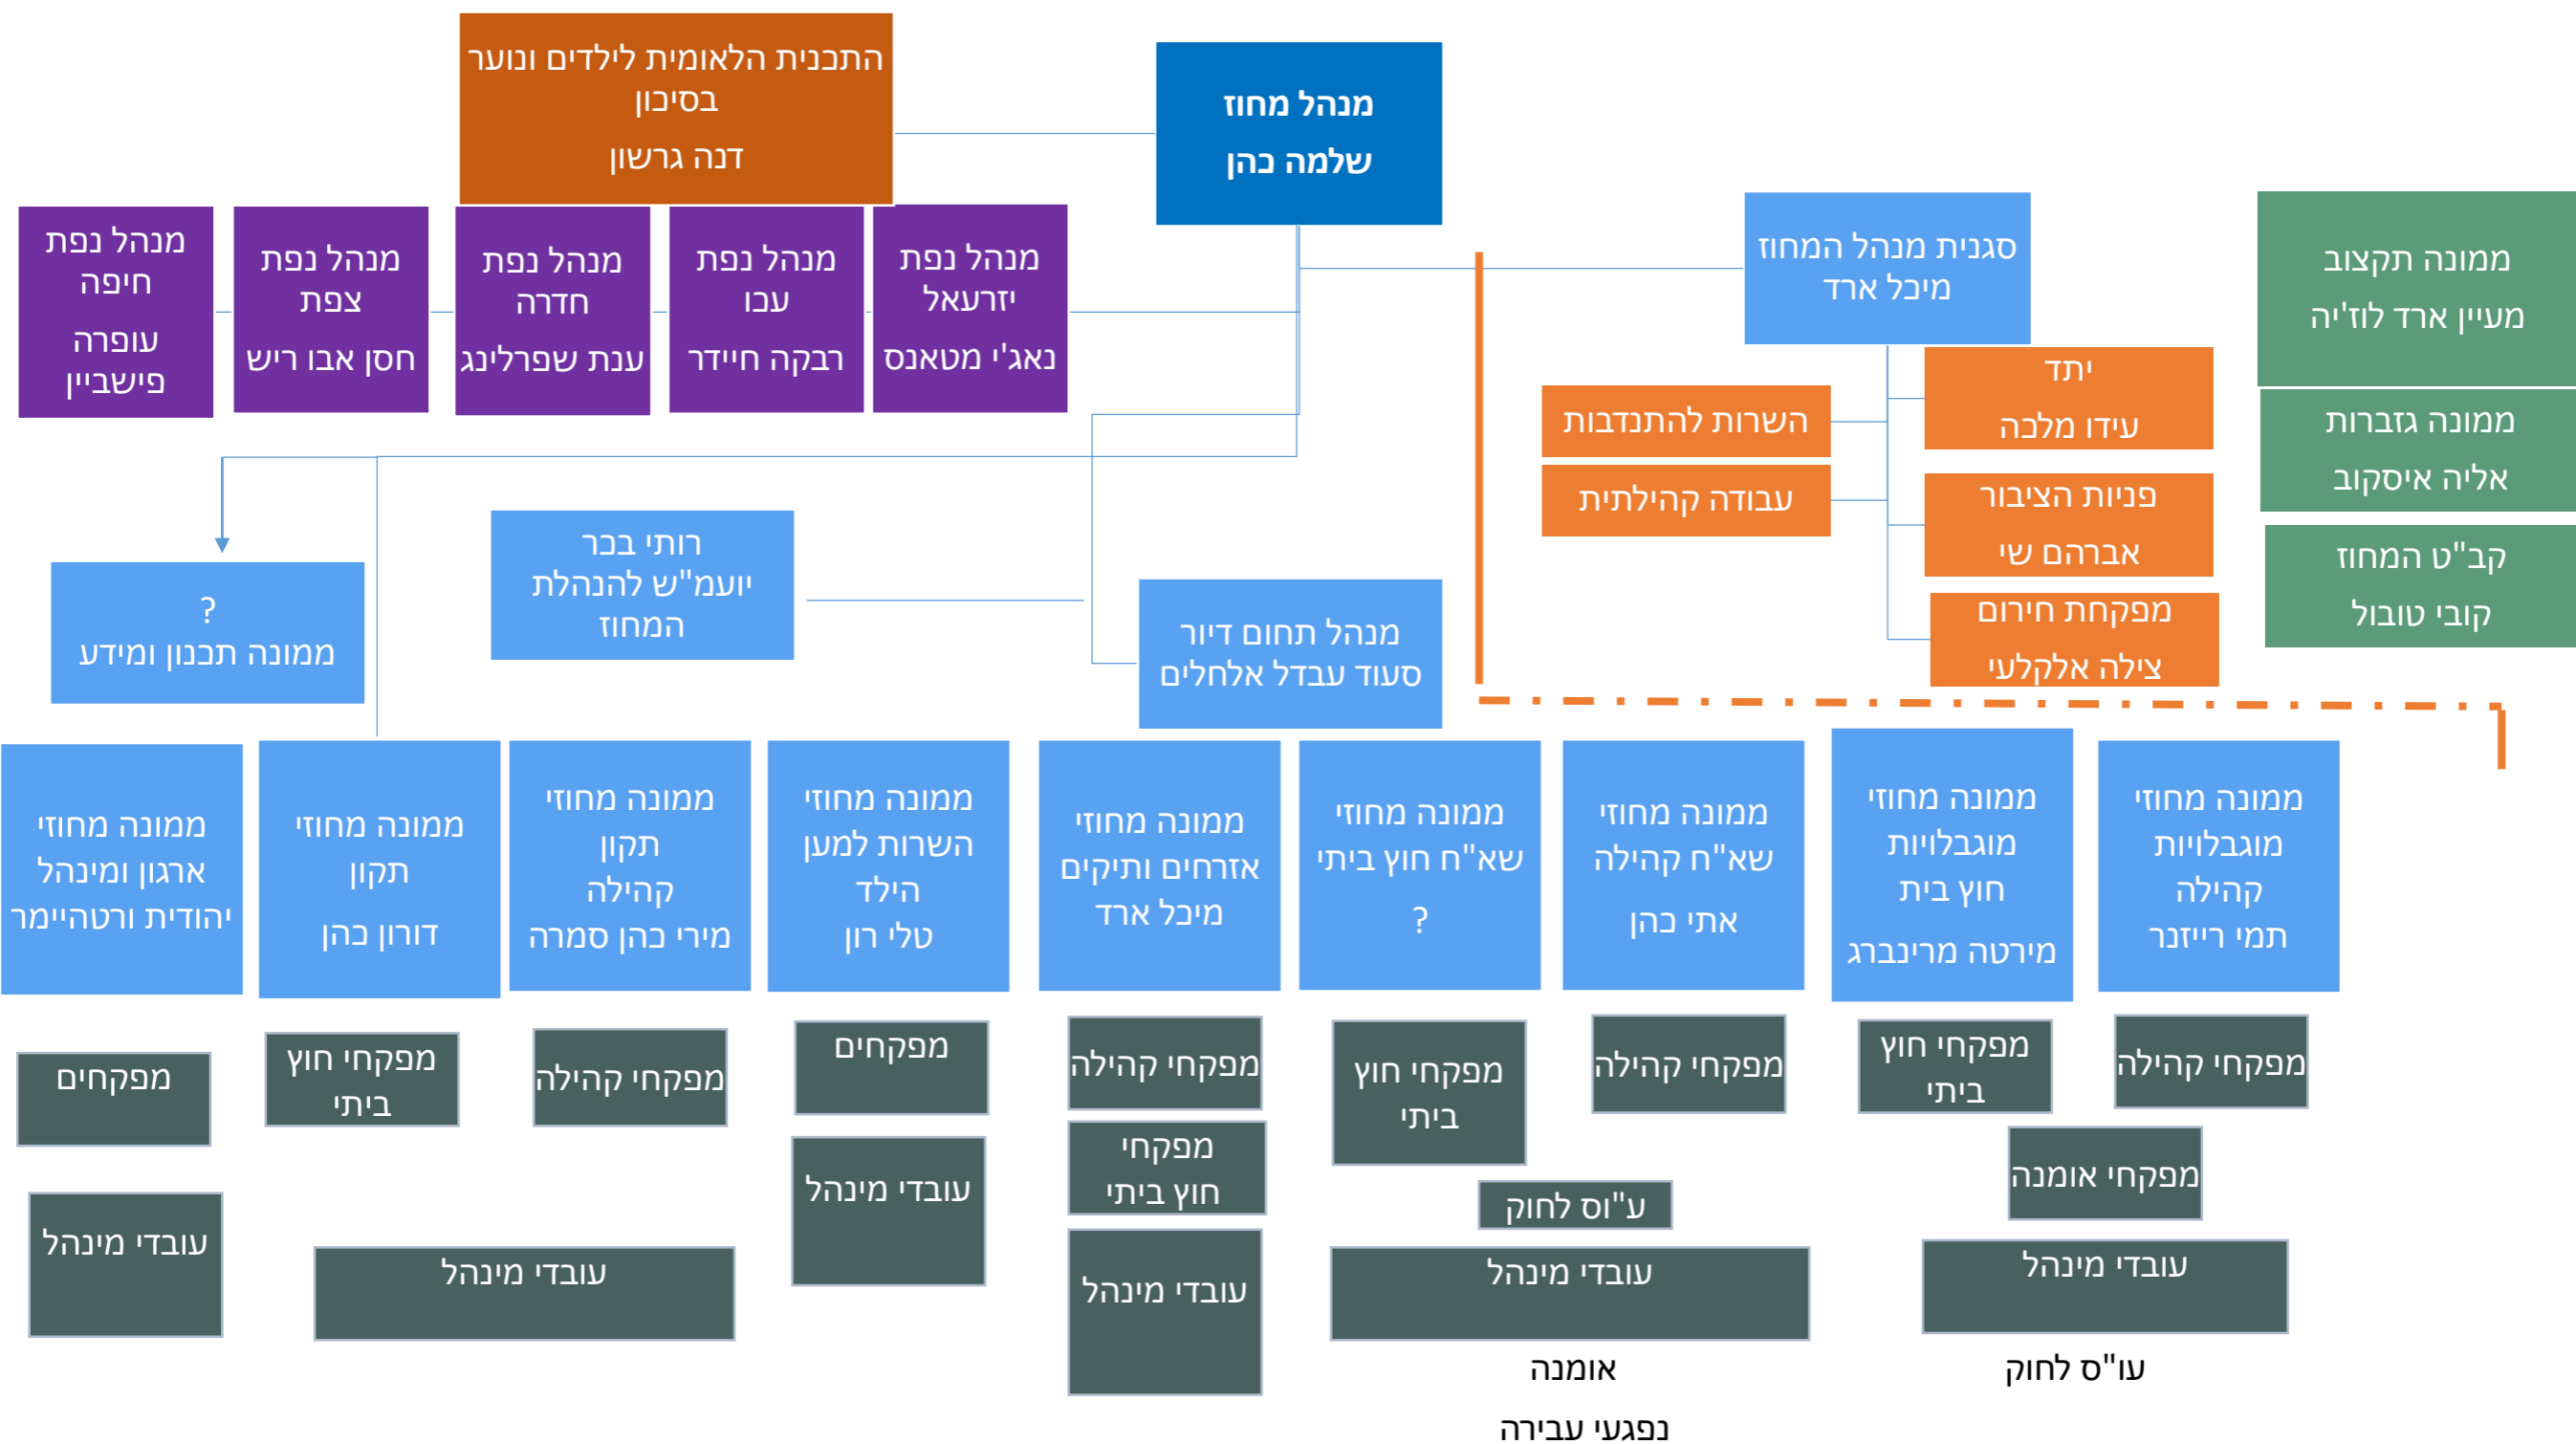 התכנית הלאומית לילדים ונוער
בסיכון
דנה גרשון
מנהל מחוז
שלמה כהן
סגנית מנהל המחוז
מיכל ארד
ממונה תקצוב
מעיין ארד לוז'יה
ממונה גזברות
אליה איסקוב
קב"ט המחוז
קובי טובול
יתד
עידו מלכה
פניות הציבור
אברהם שי
מפקחת חירום
צילה אלקלעי
השרות להתנדבות
עבודה קהילתית
מנהל נפת
יזרעאל
נאג'י מטאנס
מנהל נפת
עכו
רבקה חיידר
מנהל נפת
חדרה
ענת שפרלינג
מנהל נפת
צפת
חסן אבו ריש
מנהל נפת
חיפה
עופרה
פישביין
מנהל תחום דיור
סעוד עבדל אלחלים
רותי בכר
יועמ"ש להנהלת
המחוז
?
ממונה תכנון ומידע
ממונה מחוזי
מוגבלויות
קהילה
תמי רייזנר
ממונה מחוזי
מוגבלויות
חוץ בית
מירטה מרינברג
ממונה מחוזי
שא"ח קהילה
אתי כהן
ממונה מחוזי
שא"ח חוץ ביתי
?
ממונה מחוזי
אזרחים ותיקים
מיכל ארד
ממונה מחוזי
השרות למען
הילד
טלי רון
ממונה מחוזי
תקון
קהילה
מירי כהן סמרה
ממונה מחוזי
תקון
דורון כהן
ממונה מחוזי
ארגון ומינהל
יהודית ורטהיימר
מפקחי קהילה
מפקחי חוץ
ביתי
מפקחי אומנה
עובדי מינהל
עו"ס לחוק
מפקחי קהילה
מפקחי חוץ
ביתי
ע"וס לחוק
עובדי מינהל
אומנה
נפגעי עבירה
מפקחי קהילה
מפקחי
חוץ ביתי
עובדי מינהל
מפקחים
עובדי מינהל
מפקחי קהילה
מפקחי חוץ
ביתי
עובדי מינהל
מפקחים
עובדי מינהל